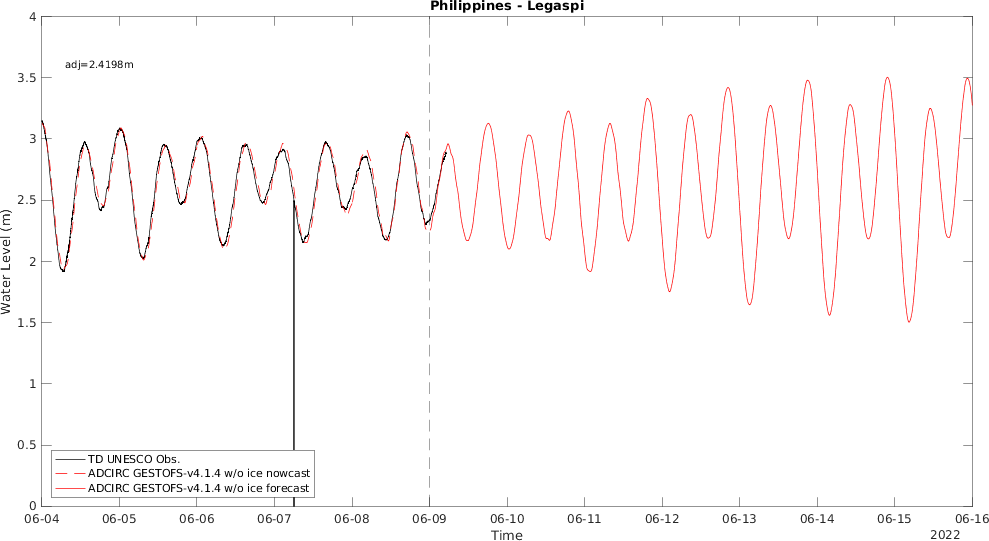 Philippines - Legaspi
adj=2.4198m
Water Level (m)
4
3.5
3
2.5
2
1.5
1
0.5
0
TD UNESCO Obs.
ADCIRC GESTOFS-v4.1.4 w/o ice nowcast
ADCIRC GESTOFS-v4.1.4 w/o ice forecast
06-04 06-05 06-06 06-07 06-08 06-09 06-10 06-11 06-12 06-13 06-14 06-15 06-16
Time
2022